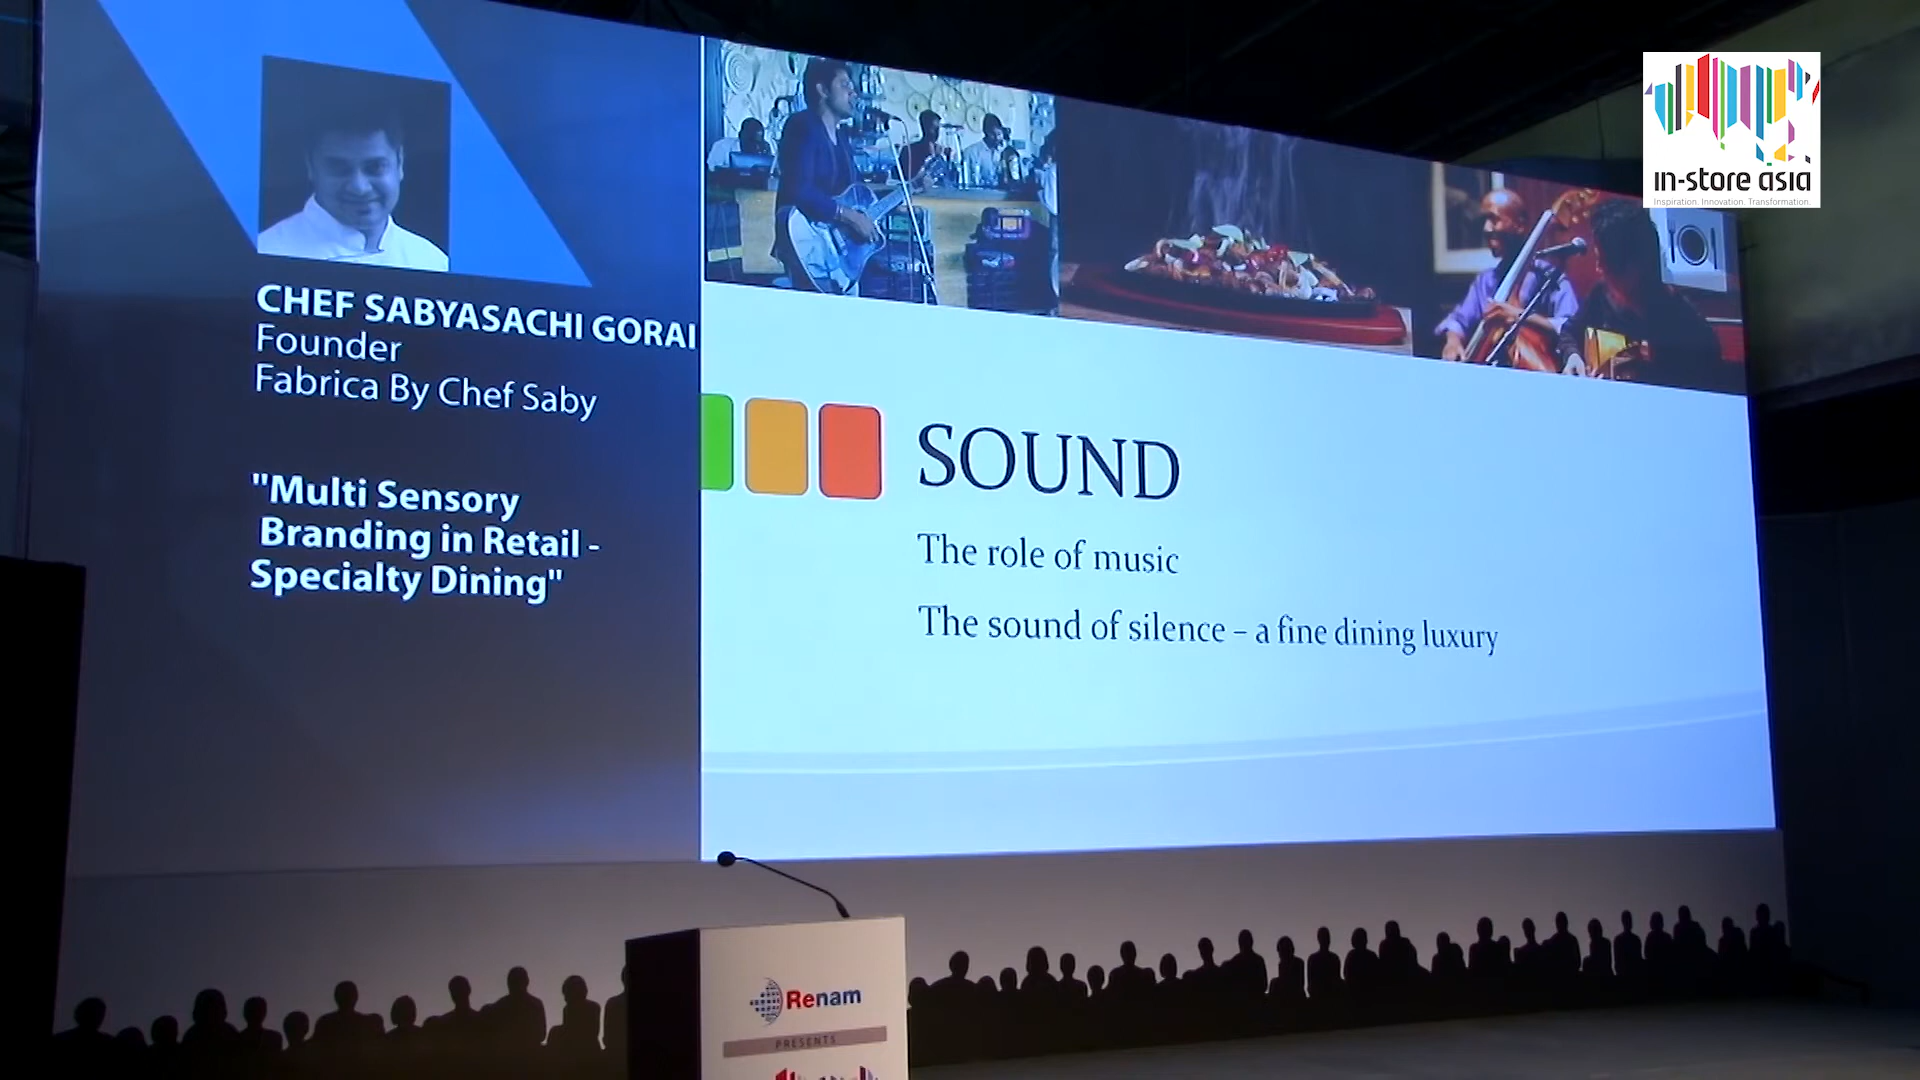 in-store asia
Inspiration. Innovation. Transformation.
CHEF SABYASACHI GORAI
Founder
Fabrica By Chef Saby
"Multi Sensory
Branding in Retail -
Specialty Dining"
SOUND
The role of music
The sound of silence – a fine dining luxury
Renam
PRESENTS